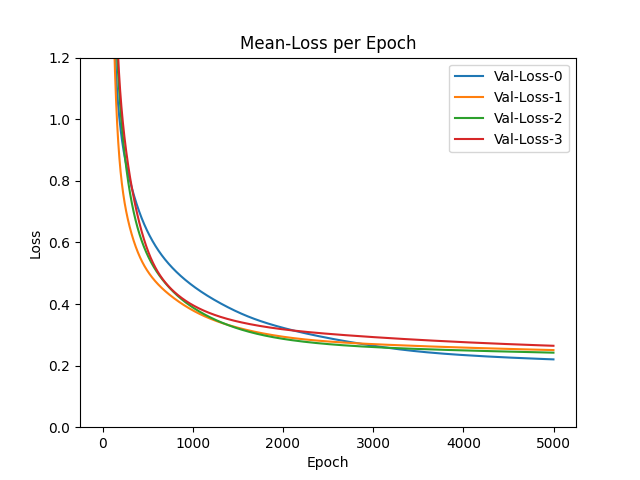 Mean-Loss per Epoch
Val-Loss-0
Val-Loss-1
Val-Loss-2
Val-Loss-3
1.2
1.0
0.8
0.6
0.4
0.2
0.0
Loss
0 1000 2000 3000 4000 5000
Epoch